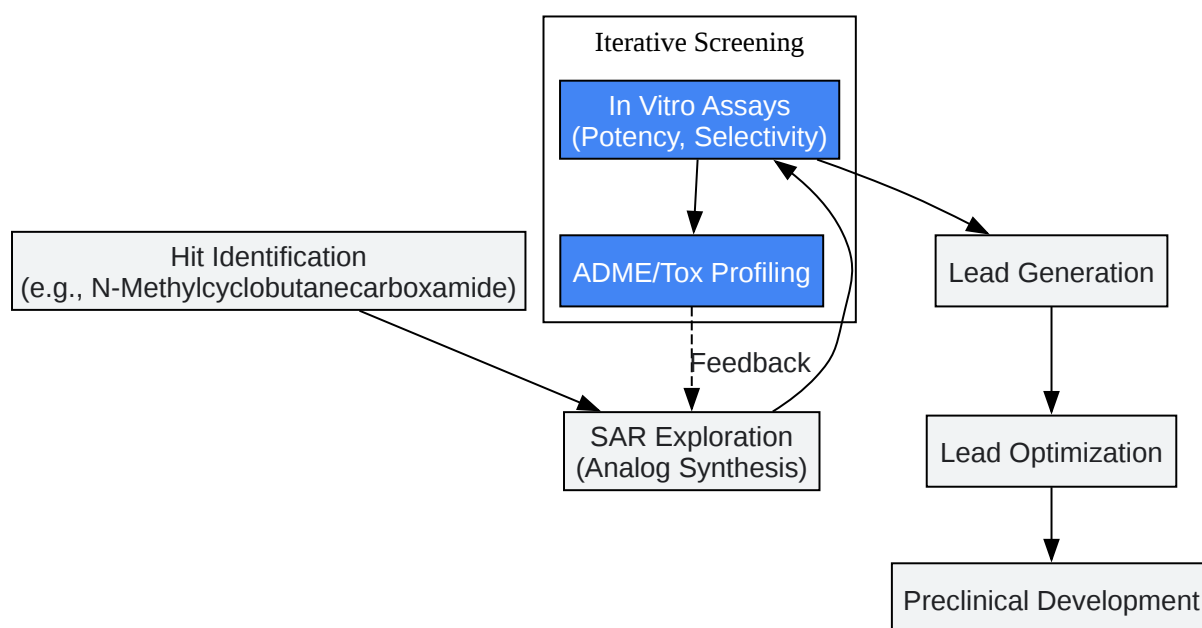 Iterative Screening
In Vitro Assays
(Potency, Selectivity)
Hit Identification
(e.g., N-Methylcyclobutanecarboxamide)
ADME/Tox Profiling
Lead Generation
Feedback
SAR Exploration
(Analog Synthesis)
Lead Optimization
Preclinical Development